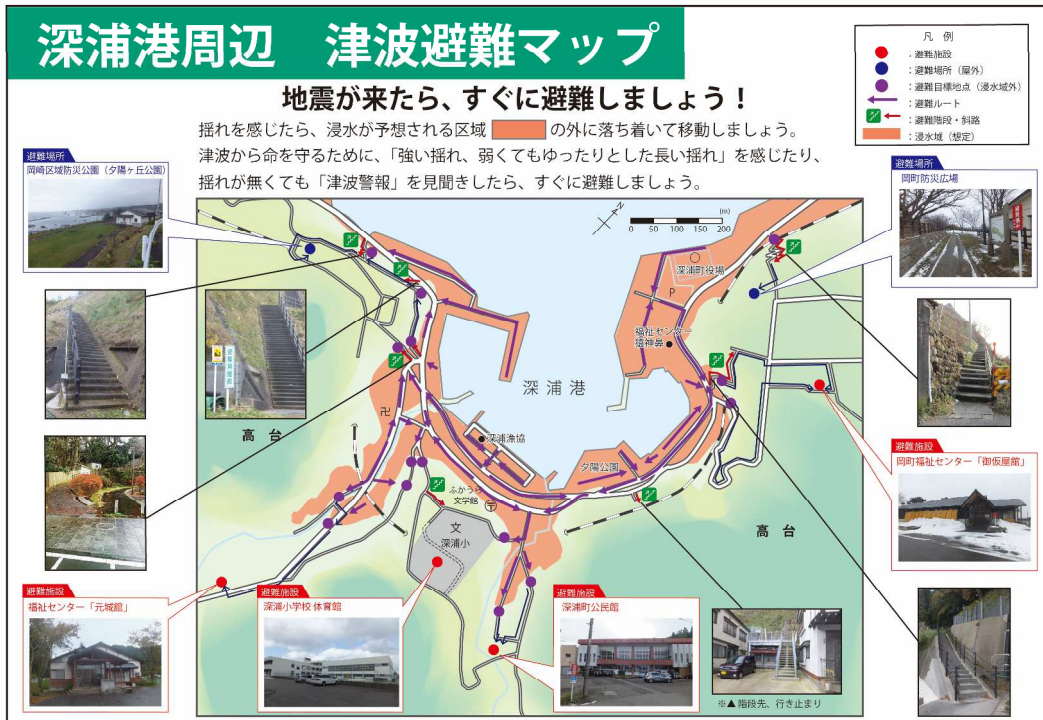 深浦港周辺　津波避難マップ
凡　例
：避難施設
：避難場所（屋外）
：避難目標地点（浸水域外）
：避難ルート
：避難階段・斜路
：浸水域（想定）
地震が来たら、すぐに避難しましょう！
揺れを感じたら、浸水が予想される区域　の外に落ち着いて移動しましょう。
津波から命を守るために、「強い揺れ、弱くてもゆったりとした長い揺れ」を感じたり、
揺れが無くても「津波警報」を見聞きしたら、すぐに避難しましょう。
避難場所
岡崎区域防災公園（夕陽ヶ丘公園）
避難場所
岡町防災広場
N
(m)
0 50 100 150 200
深浦町役場
P
福祉センター
猿神鼻
深浦港
卍
高台
深浦漁協
夕陽公園
ふかうら
文学館
〒
文
深浦小
高台
避難施設
岡町福祉センター「御仮屋館」
避難施設
福祉センター「元城館」
避難施設
深浦小学校 体育館
避難施設
深浦町公民館
※▲階段先、行き止まり